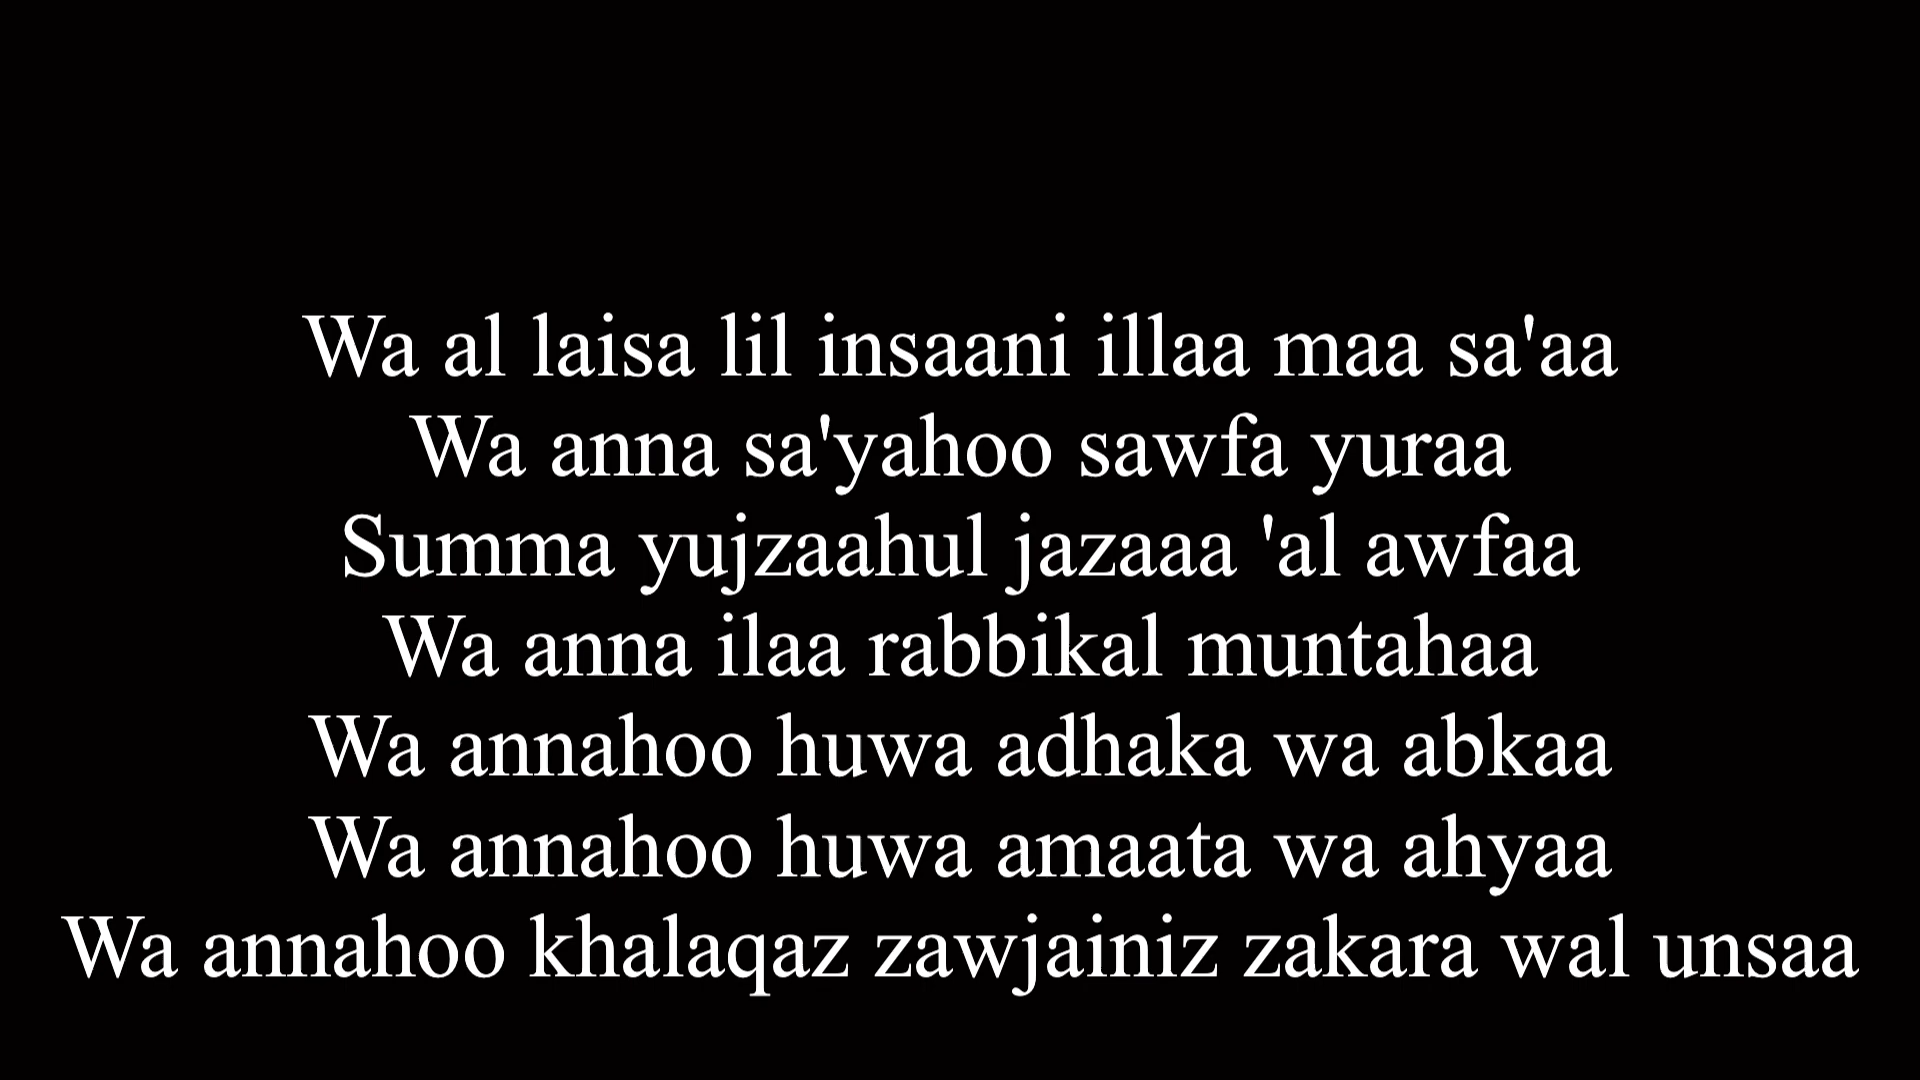 Wa al laisa lil insaani illaa maa sa'aa
Wa anna sa'yahoo sawfa yuraa
Summa yujzaahul jazaaa 'al awfaa
Wa anna ilaa rabbikal muntahaa
Wa annahoo huwa adhaka wa abkaa
Wa annahoo huwa amaata wa ahyaa
Wa annahoo khalaqaz zawjainiz zakara wal unsaa